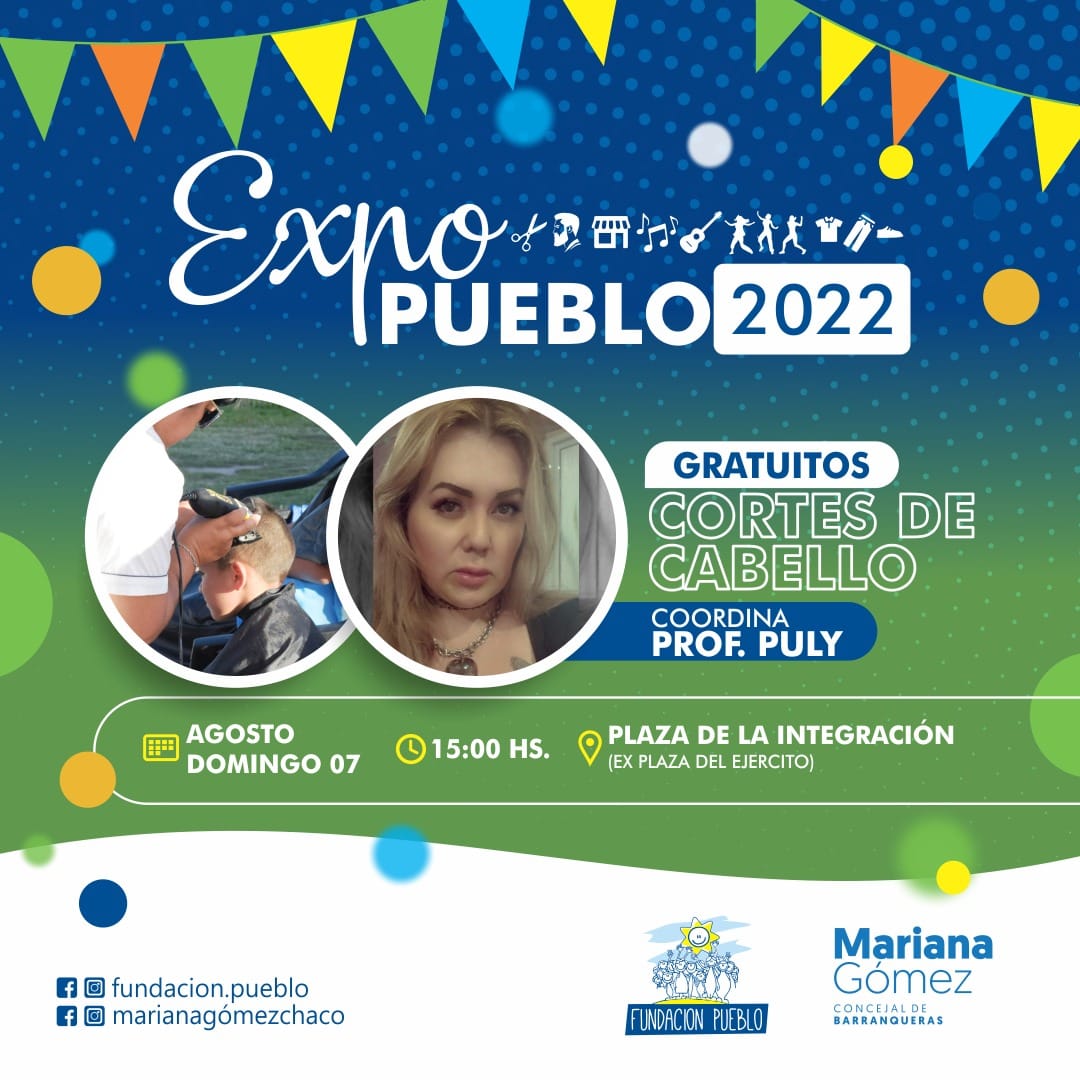 Expo
PUEBLO 2022
GRATUITOS
CORTES DE
CABELLO
COORDINA
PROF. PULY
AGOSTO
DOMINGO 07
15:00 HS.
PLAZA DE LA INTEGRACIÓN
(EX PLAZA DEL EJERCITO)
fundacion.pueblo
marianagómezchaco
FUNDACION PUEBLO
Mariana
Gómez
CONCEJAL DE
BARRANQUERAS